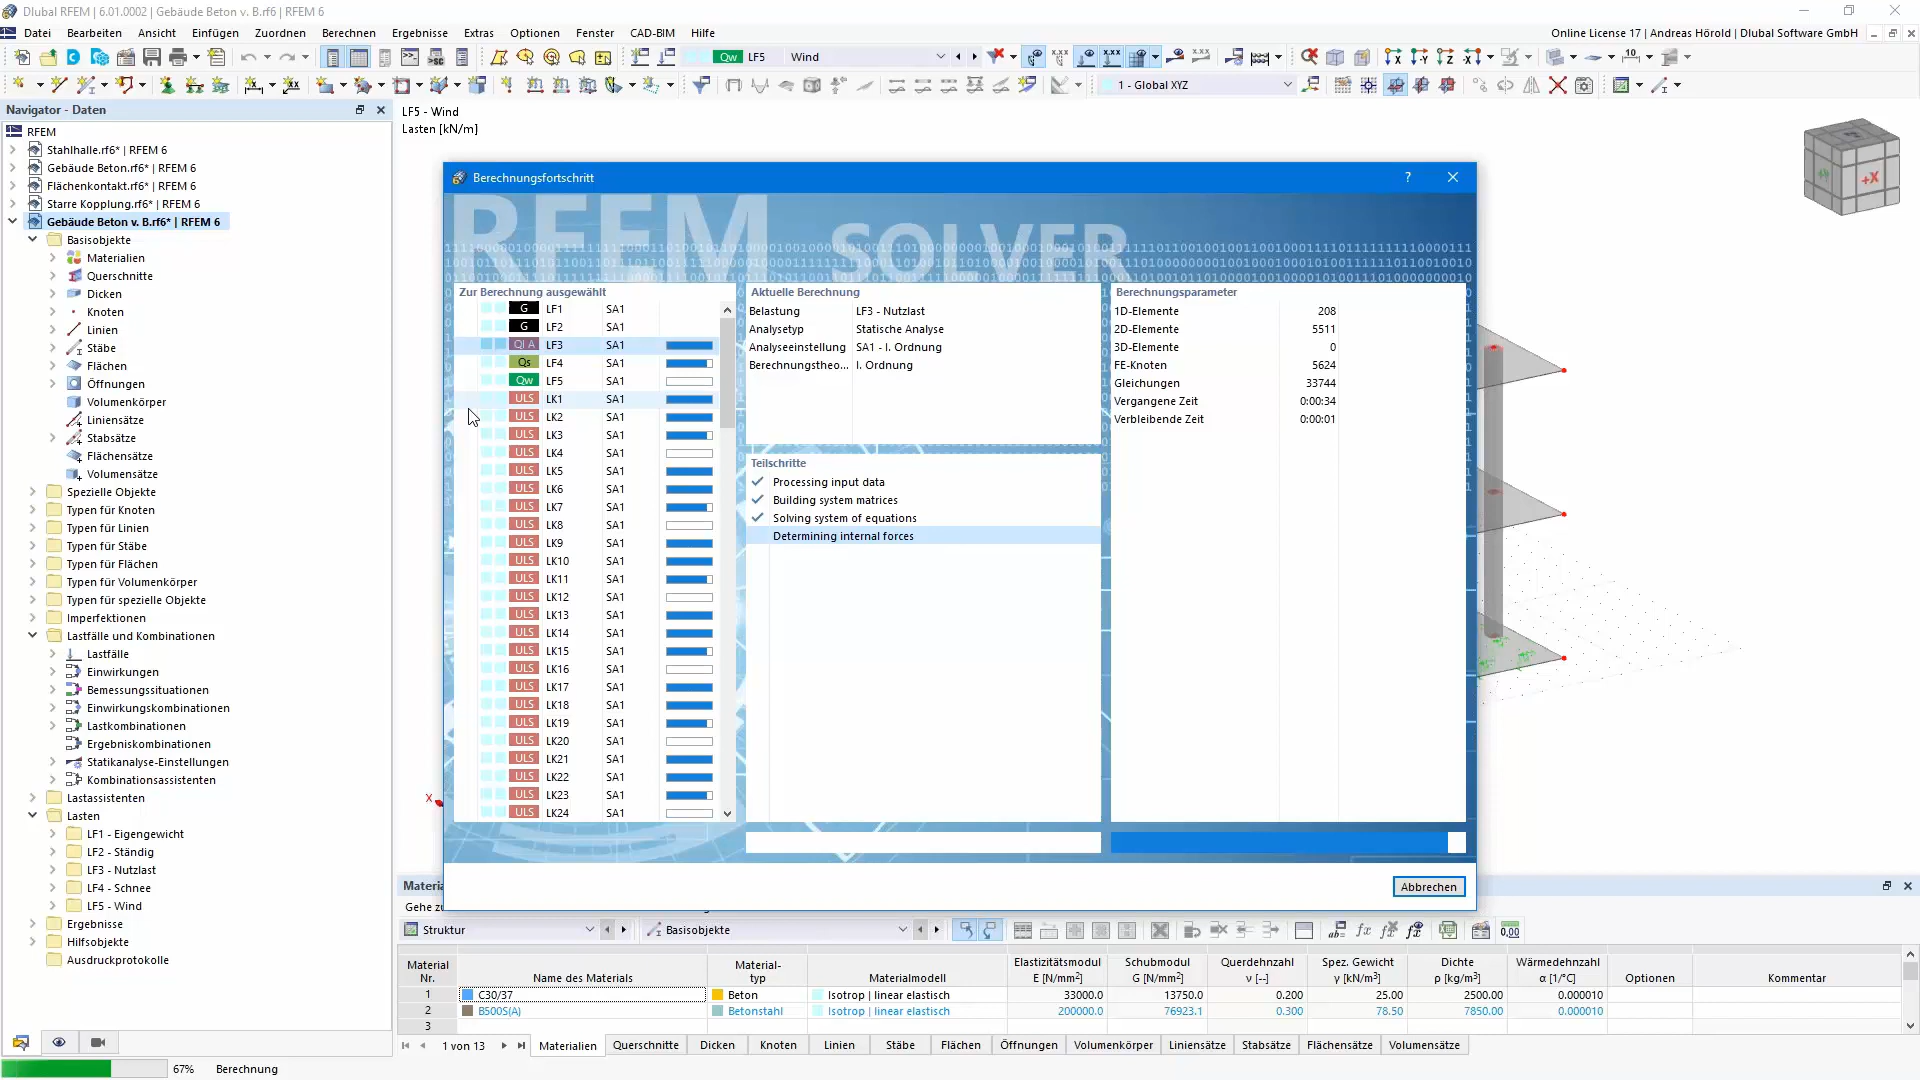 Dlubal RFEM | 6.01.0002 | Gebäude Beton v. B.rf6* | RFEM 6
Datei Bearbeiten Ansicht Einfügen Zuordnen Berechnen Ergebnisse Extras Optionen Fenster CAD-BIM Hilfe
Online License 17 | Andreas Hörold | Dlubal Software GmbH
Qw LF5 Wind
1 - Global XYZ
Navigator - Daten
RFEM
Stahlhalle.rf6* | RFEM 6
Gebäude Beton.rf6* | RFEM 6
Flächenkontakt.rf6* | RFEM 6
Starre Kopplung.rf6* | RFEM 6
Gebäude Beton v. B.rf6* | RFEM 6
Basisobjekte
Materialien
Querschnitte
Dicken
Knoten
Linien
Stäbe
Flächen
Öffnungen
Volumenkörper
Liniensätze
Stabsätze
Flächensätze
Volumensätze
Spezielle Objekte
Typen für Knoten
Typen für Linien
Typen für Stäbe
Typen für Flächen
Typen für Volumenkörper
Typen für spezielle Objekte
Imperfektionen
Lastfälle und Kombinationen
Lastfälle
Einwirkungen
Bemessungssituationen
Einwirkungskombinationen
Lastkombinationen
Ergebniskombinationen
Statikanalyse-Einstellungen
Kombinationsassistenten
Lastassistenten
Lasten
LF1 - Eigengewicht
LF2 - Ständig
LF3 - Nutzlast
LF4 - Schnee
LF5 - Wind
Ergebnisse
Hilfsobjekte
Ausdruckprotokolle
LF5 - Wind
Lasten [kN/m]
+X
X
Berechnungsfortschritt
RFEM SOLVER
Zur Berechnung ausgewählt
G LF1 SA1
G LF2 SA1
QI A LF3 SA1
Qs LF4 SA1
Qw LF5 SA1
ULS LK1 SA1
ULS LK2 SA1
ULS LK3 SA1
ULS LK4 SA1
ULS LK5 SA1
ULS LK6 SA1
ULS LK7 SA1
ULS LK8 SA1
ULS LK9 SA1
ULS LK10 SA1
ULS LK11 SA1
ULS LK12 SA1
ULS LK13 SA1
ULS LK14 SA1
ULS LK15 SA1
ULS LK16 SA1
ULS LK17 SA1
ULS LK18 SA1
ULS LK19 SA1
ULS LK20 SA1
ULS LK21 SA1
ULS LK22 SA1
ULS LK23 SA1
ULS LK24 SA1
Aktuelle Berechnung
Belastung LF3 - Nutzlast
Analysetyp Statische Analyse
Analyseeinstellung SA1 - I. Ordnung
Berechnungstheo... I. Ordnung
Teilschritte
Processing input data
Building system matrices
Solving system of equations
Determining internal forces
Berechnungsparameter
1D-Elemente 208
2D-Elemente 5511
3D-Elemente 0
FE-Knoten 5624
Gleichungen 33744
Vergangene Zeit 0:00:34
Verbleibende Zeit 0:00:01
Abbrechen
Materia
Gehe zu
Struktur Basisobjekte
Material Nr. Name des Materials Material-typ Materialmodell Elastizitätsmodul E [N/mm²] Schubmodul G [N/mm²] Querdehnzahl ν [--] Spez. Gewicht γ [kN/m³] Dichte ρ [kg/m³] Wärmedehnzahl α [1/°C] Optionen Kommentar
1 C30/37 Beton Isotrop | linear elastisch 33000.0 13750.0 0.200 25.00 2500.00 0.000010
2 B500S(A) Betonstahl Isotrop | linear elastisch 200000.0 76923.1 0.300 78.50 7850.00 0.000010
3
1 von 13 Materialien Querschnitte Dicken Knoten Linien Stäbe Flächen Öffnungen Volumenkörper Liniensätze Stabsätze Flächensätze Volumensätze
67% Berechnung